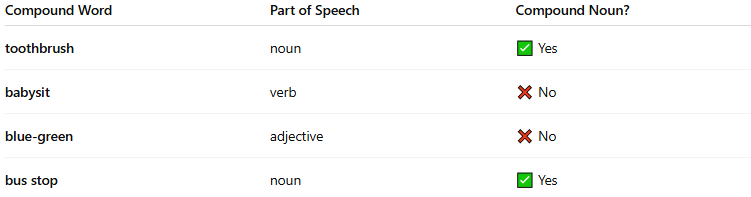 Compound Word Part of Speech Compound Noun?
toothbrush noun ✅ Yes
babysit verb ❌ No
blue-green adjective ❌ No
bus stop noun ✅ Yes